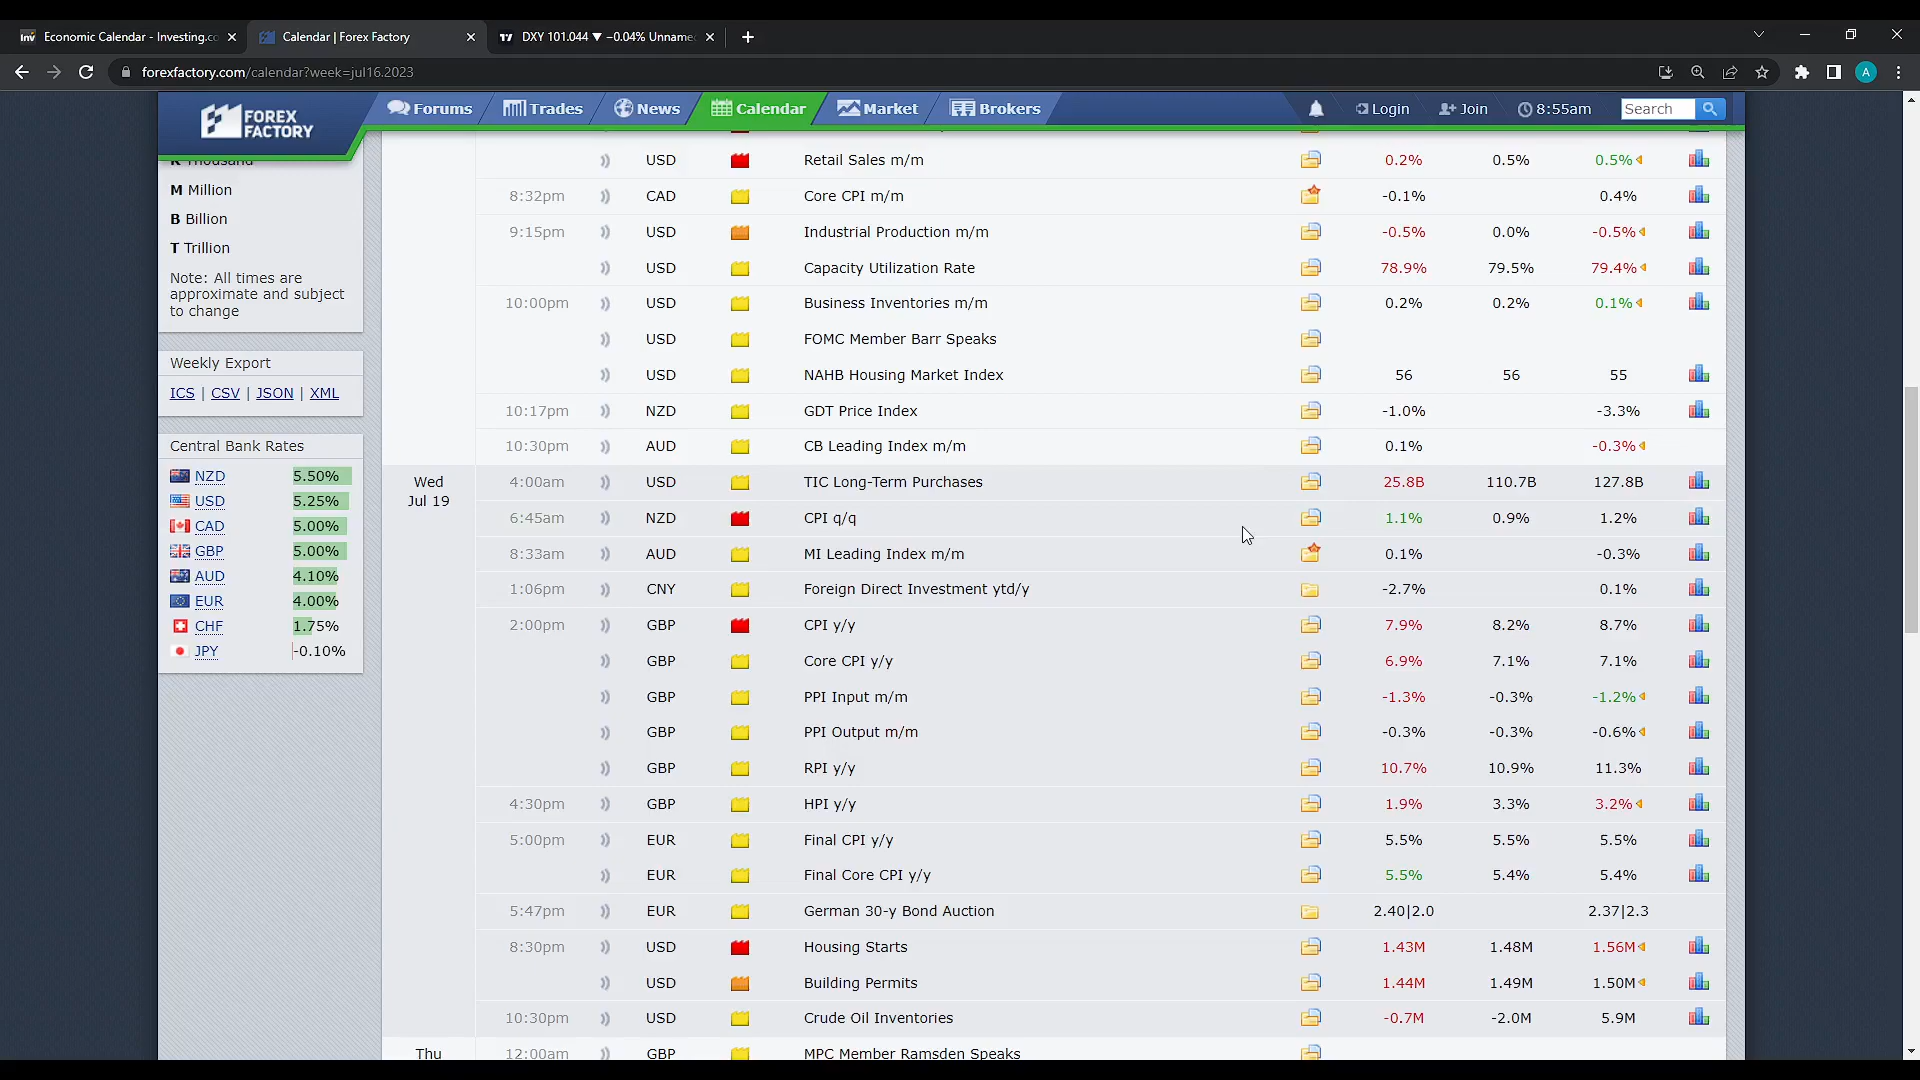 Economic Calendar - Investing.co
Calendar | Forex Factory
DXY 101.044 ▼ −0.04% Unname
forexfactory.com/calendar?week=jul16.2023
A
FOREX FACTORY
Forums
Trades
News
Calendar
Market
Brokers
Login
Join
8:55am
Search
K Thousand
M Million
B Billion
T Trillion
Note: All times are
approximate and subject
to change
Weekly Export
ICS | CSV | JSON | XML
Central Bank Rates
NZD 5.50%
USD 5.25%
CAD 5.00%
GBP 5.00%
AUD 4.10%
EUR 4.00%
CHF 1.75%
JPY -0.10%
USD Retail Sales m/m 0.2% 0.5% 0.5%
8:32pm CAD Core CPI m/m -0.1% 0.4%
9:15pm USD Industrial Production m/m -0.5% 0.0% -0.5%
USD Capacity Utilization Rate 78.9% 79.5% 79.4%
10:00pm USD Business Inventories m/m 0.2% 0.2% 0.1%
USD FOMC Member Barr Speaks
USD NAHB Housing Market Index 56 56 55
10:17pm NZD GDT Price Index -1.0% -3.3%
10:30pm AUD CB Leading Index m/m 0.1% -0.3%
Wed Jul 19 4:00am USD TIC Long-Term Purchases 25.8B 110.7B 127.8B
6:45am NZD CPI q/q 1.1% 0.9% 1.2%
8:33am AUD MI Leading Index m/m 0.1% -0.3%
1:06pm CNY Foreign Direct Investment ytd/y -2.7% 0.1%
2:00pm GBP CPI y/y 7.9% 8.2% 8.7%
GBP Core CPI y/y 6.9% 7.1% 7.1%
GBP PPI Input m/m -1.3% -0.3% -1.2%
GBP PPI Output m/m -0.3% -0.3% -0.6%
GBP RPI y/y 10.7% 10.9% 11.3%
4:30pm GBP HPI y/y 1.9% 3.3% 3.2%
5:00pm EUR Final CPI y/y 5.5% 5.5% 5.5%
EUR Final Core CPI y/y 5.5% 5.4% 5.4%
5:47pm EUR German 30-y Bond Auction 2.40|2.0 2.37|2.3
8:30pm USD Housing Starts 1.43M 1.48M 1.56M
USD Building Permits 1.44M 1.49M 1.50M
10:30pm USD Crude Oil Inventories -0.7M -2.0M 5.9M
Thu 12:00am GBP MPC Member Ramsden Speaks